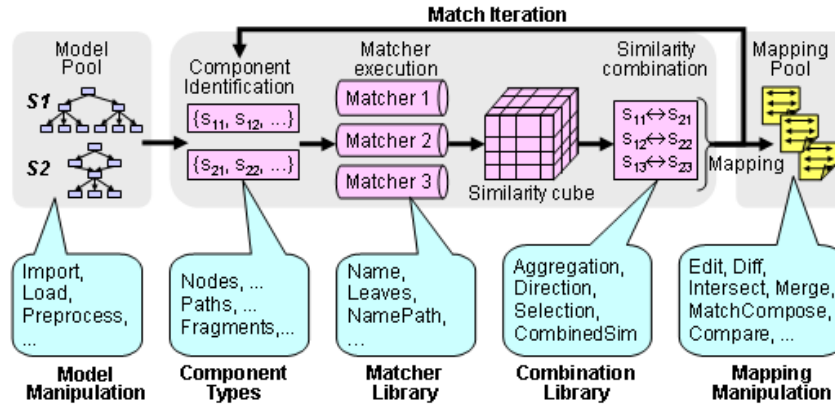 Match Iteration
Model
Pool
Component
Identification
Matcher
execution
Similarity
combination
Mapping
Pool
S1
S2
{s11, s12, ...}
{s21, s22, ...}
Matcher 1
Matcher 2
Matcher 3
Similarity cube
s11↔s21
s12↔s22
s13↔s23
Mapping
Import,
Load,
Preprocess,
...
Nodes, ...
Paths, ...
Fragments,...
Name,
Leaves,
NamePath,
...
Aggregation,
Direction,
Selection,
CombinedSim
Edit, Diff,
Intersect, Merge,
MatchCompose,
Compare, ...
Model
Manipulation
Component
Types
Matcher
Library
Combination
Library
Mapping
Manipulation